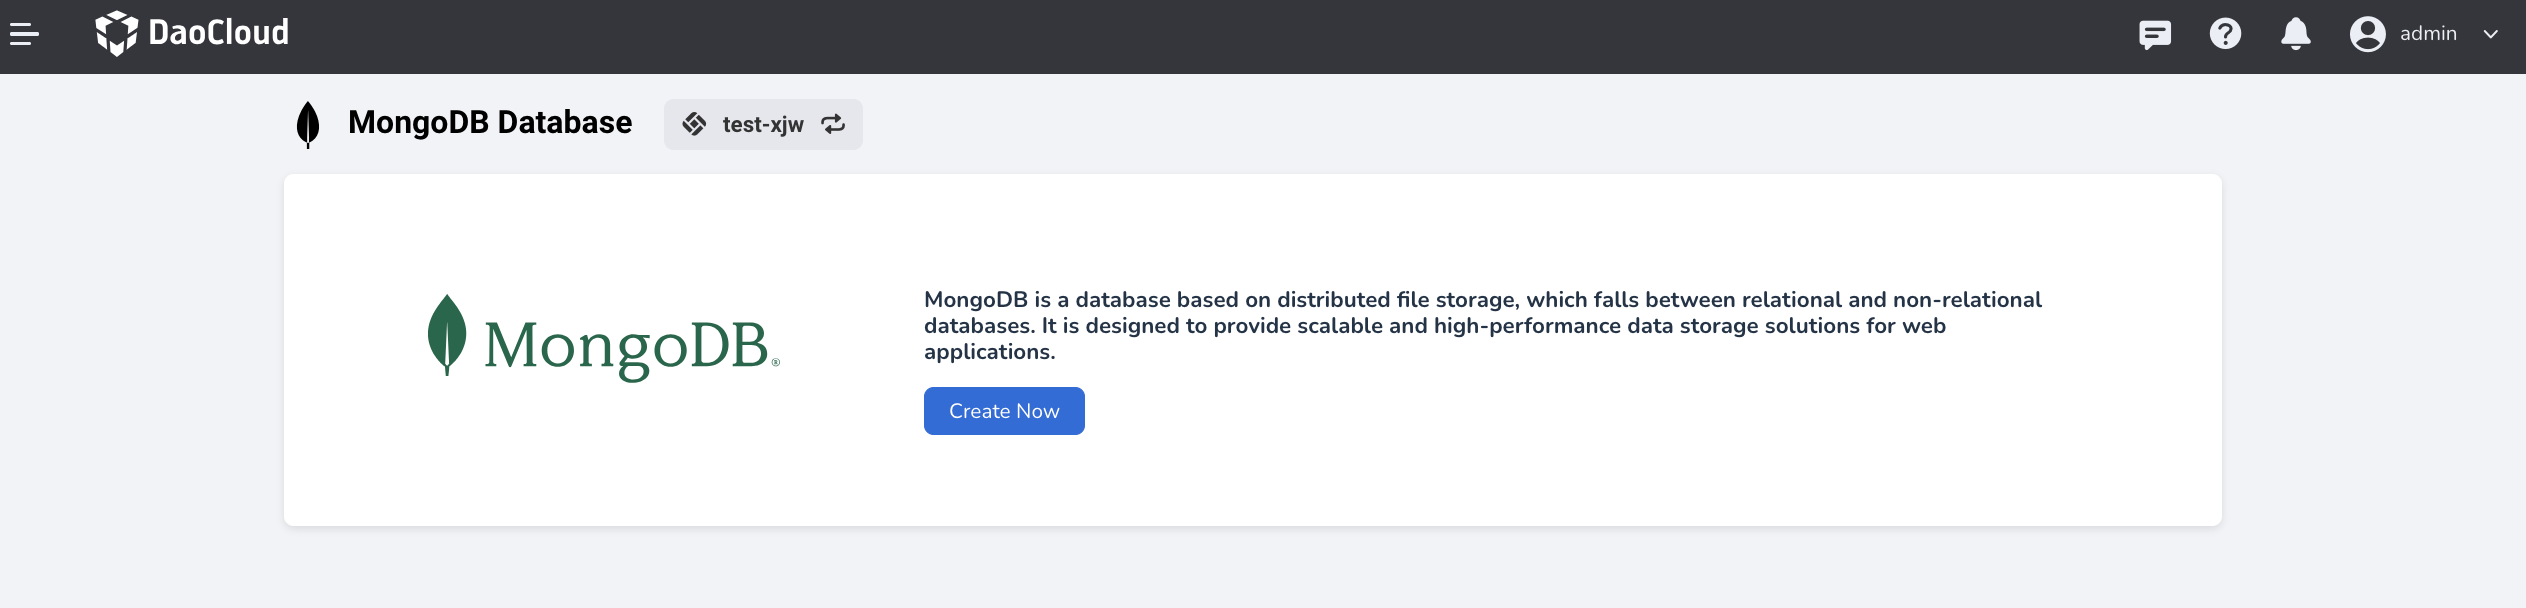 DaoCloud
admin
MongoDB Database
test-xjw
MongoDB®
MongoDB is a database based on distributed file storage, which falls between relational and non-relational
databases. It is designed to provide scalable and high-performance data storage solutions for web
applications.
Create Now